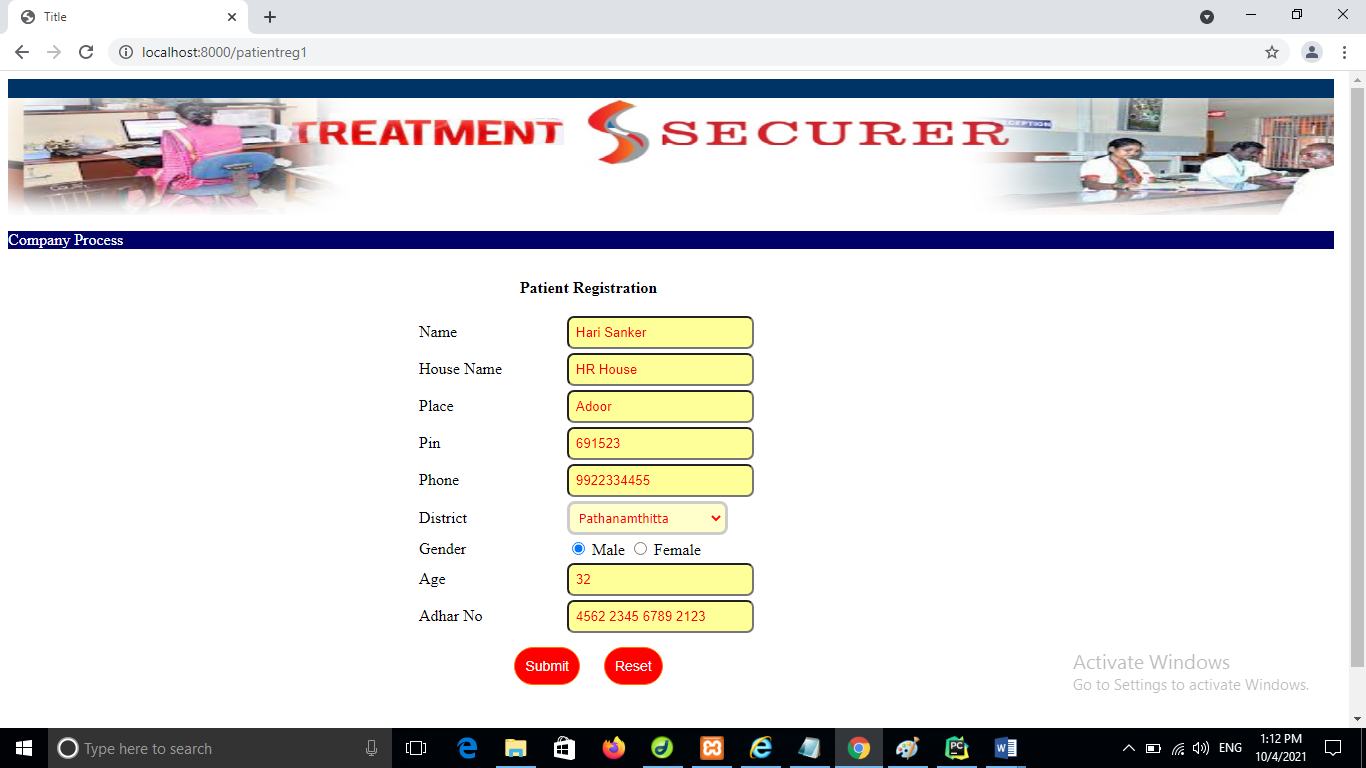 Title
localhost:8000/patientreg1
TREATMENT SECURER
Company Process
Patient Registration
Name Hari Sanker
House Name HR House
Place Adoor
Pin 691523
Phone 9922334455
District Pathanamthitta
Gender Male Female
Age 32
Adhar No 4562 2345 6789 2123
Submit Reset
Activate Windows
Go to Settings to activate Windows.
Type here to search
ENG
1:12 PM
10/4/2021